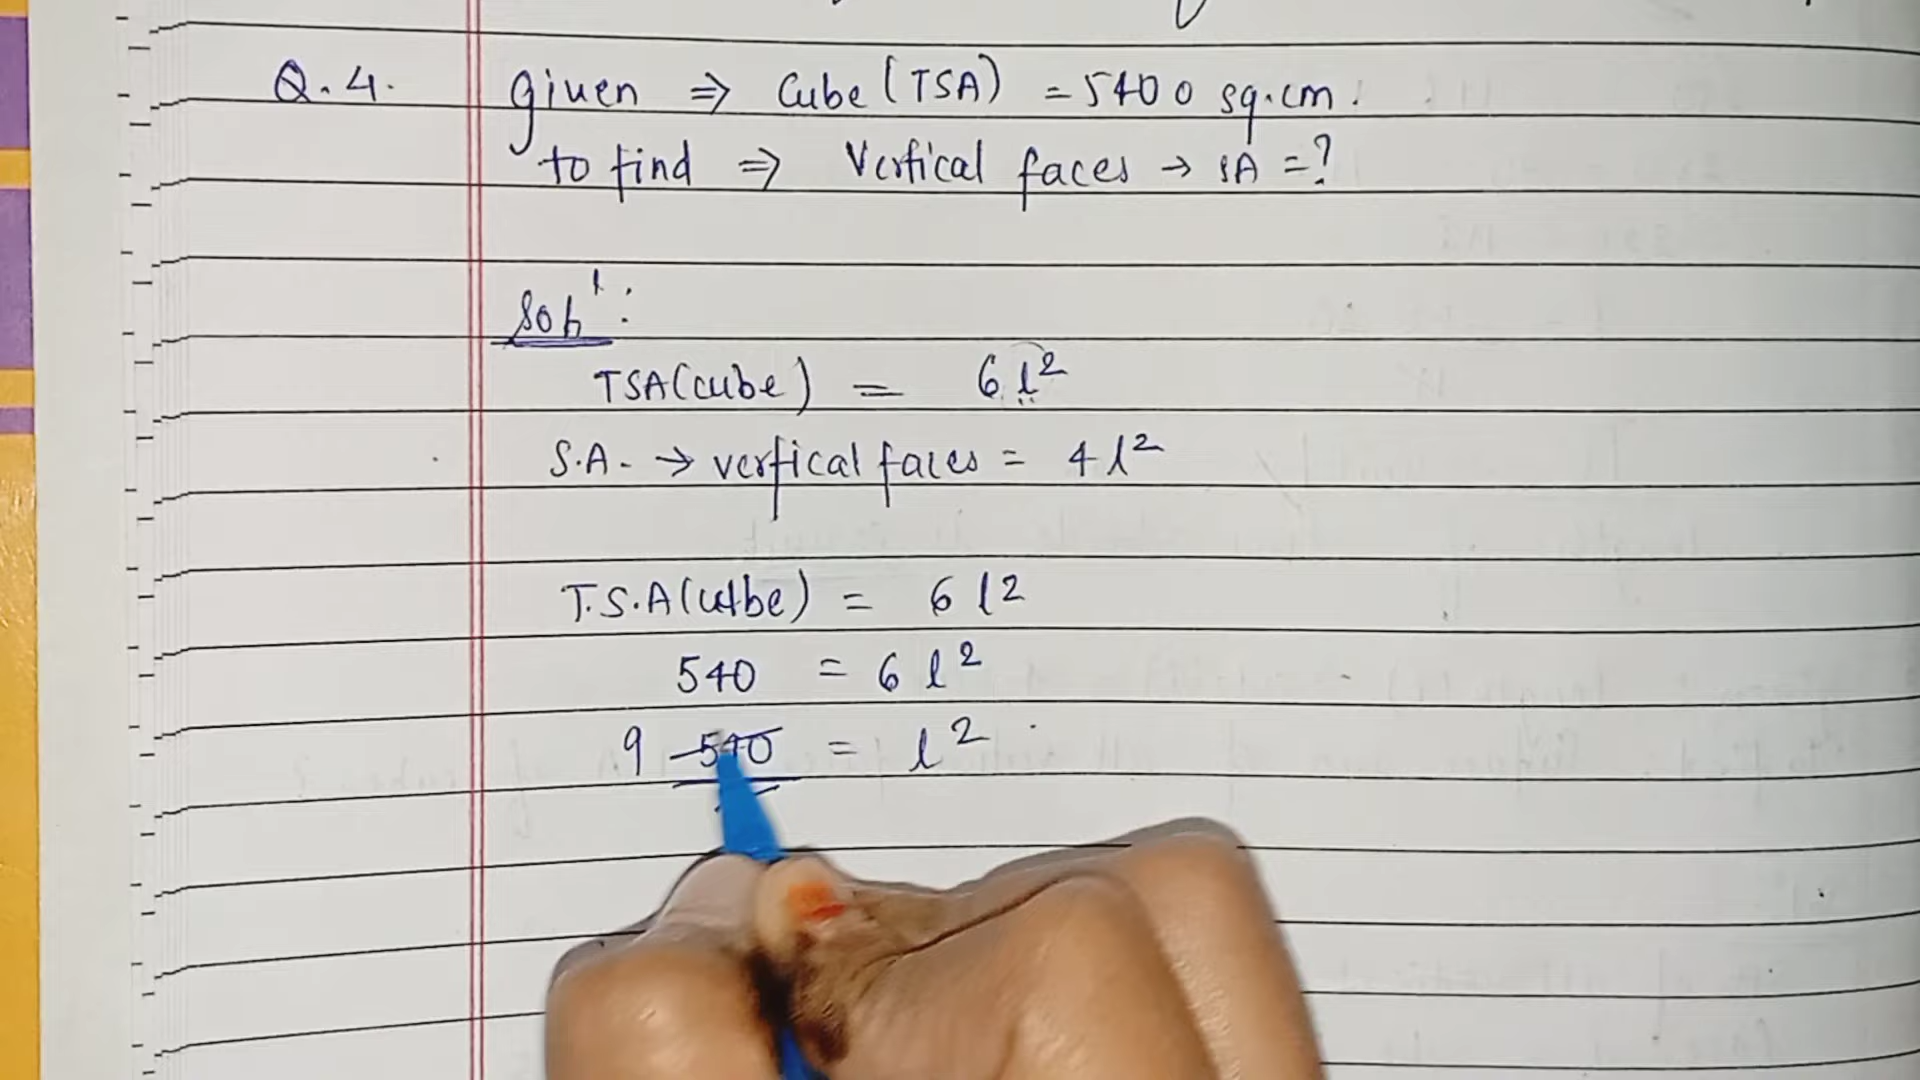 Q.4. given ⇒ Cube (TSA) = 5400 sq.cm.
to find ⇒ Vertical faces → SA = ?
Solⁿ:
TSA(cube) = 6 l²
S.A. → vertical faces = 4 l²
T.S.A(cube) = 6 l²
540 = 6 l²
9 540 = l²